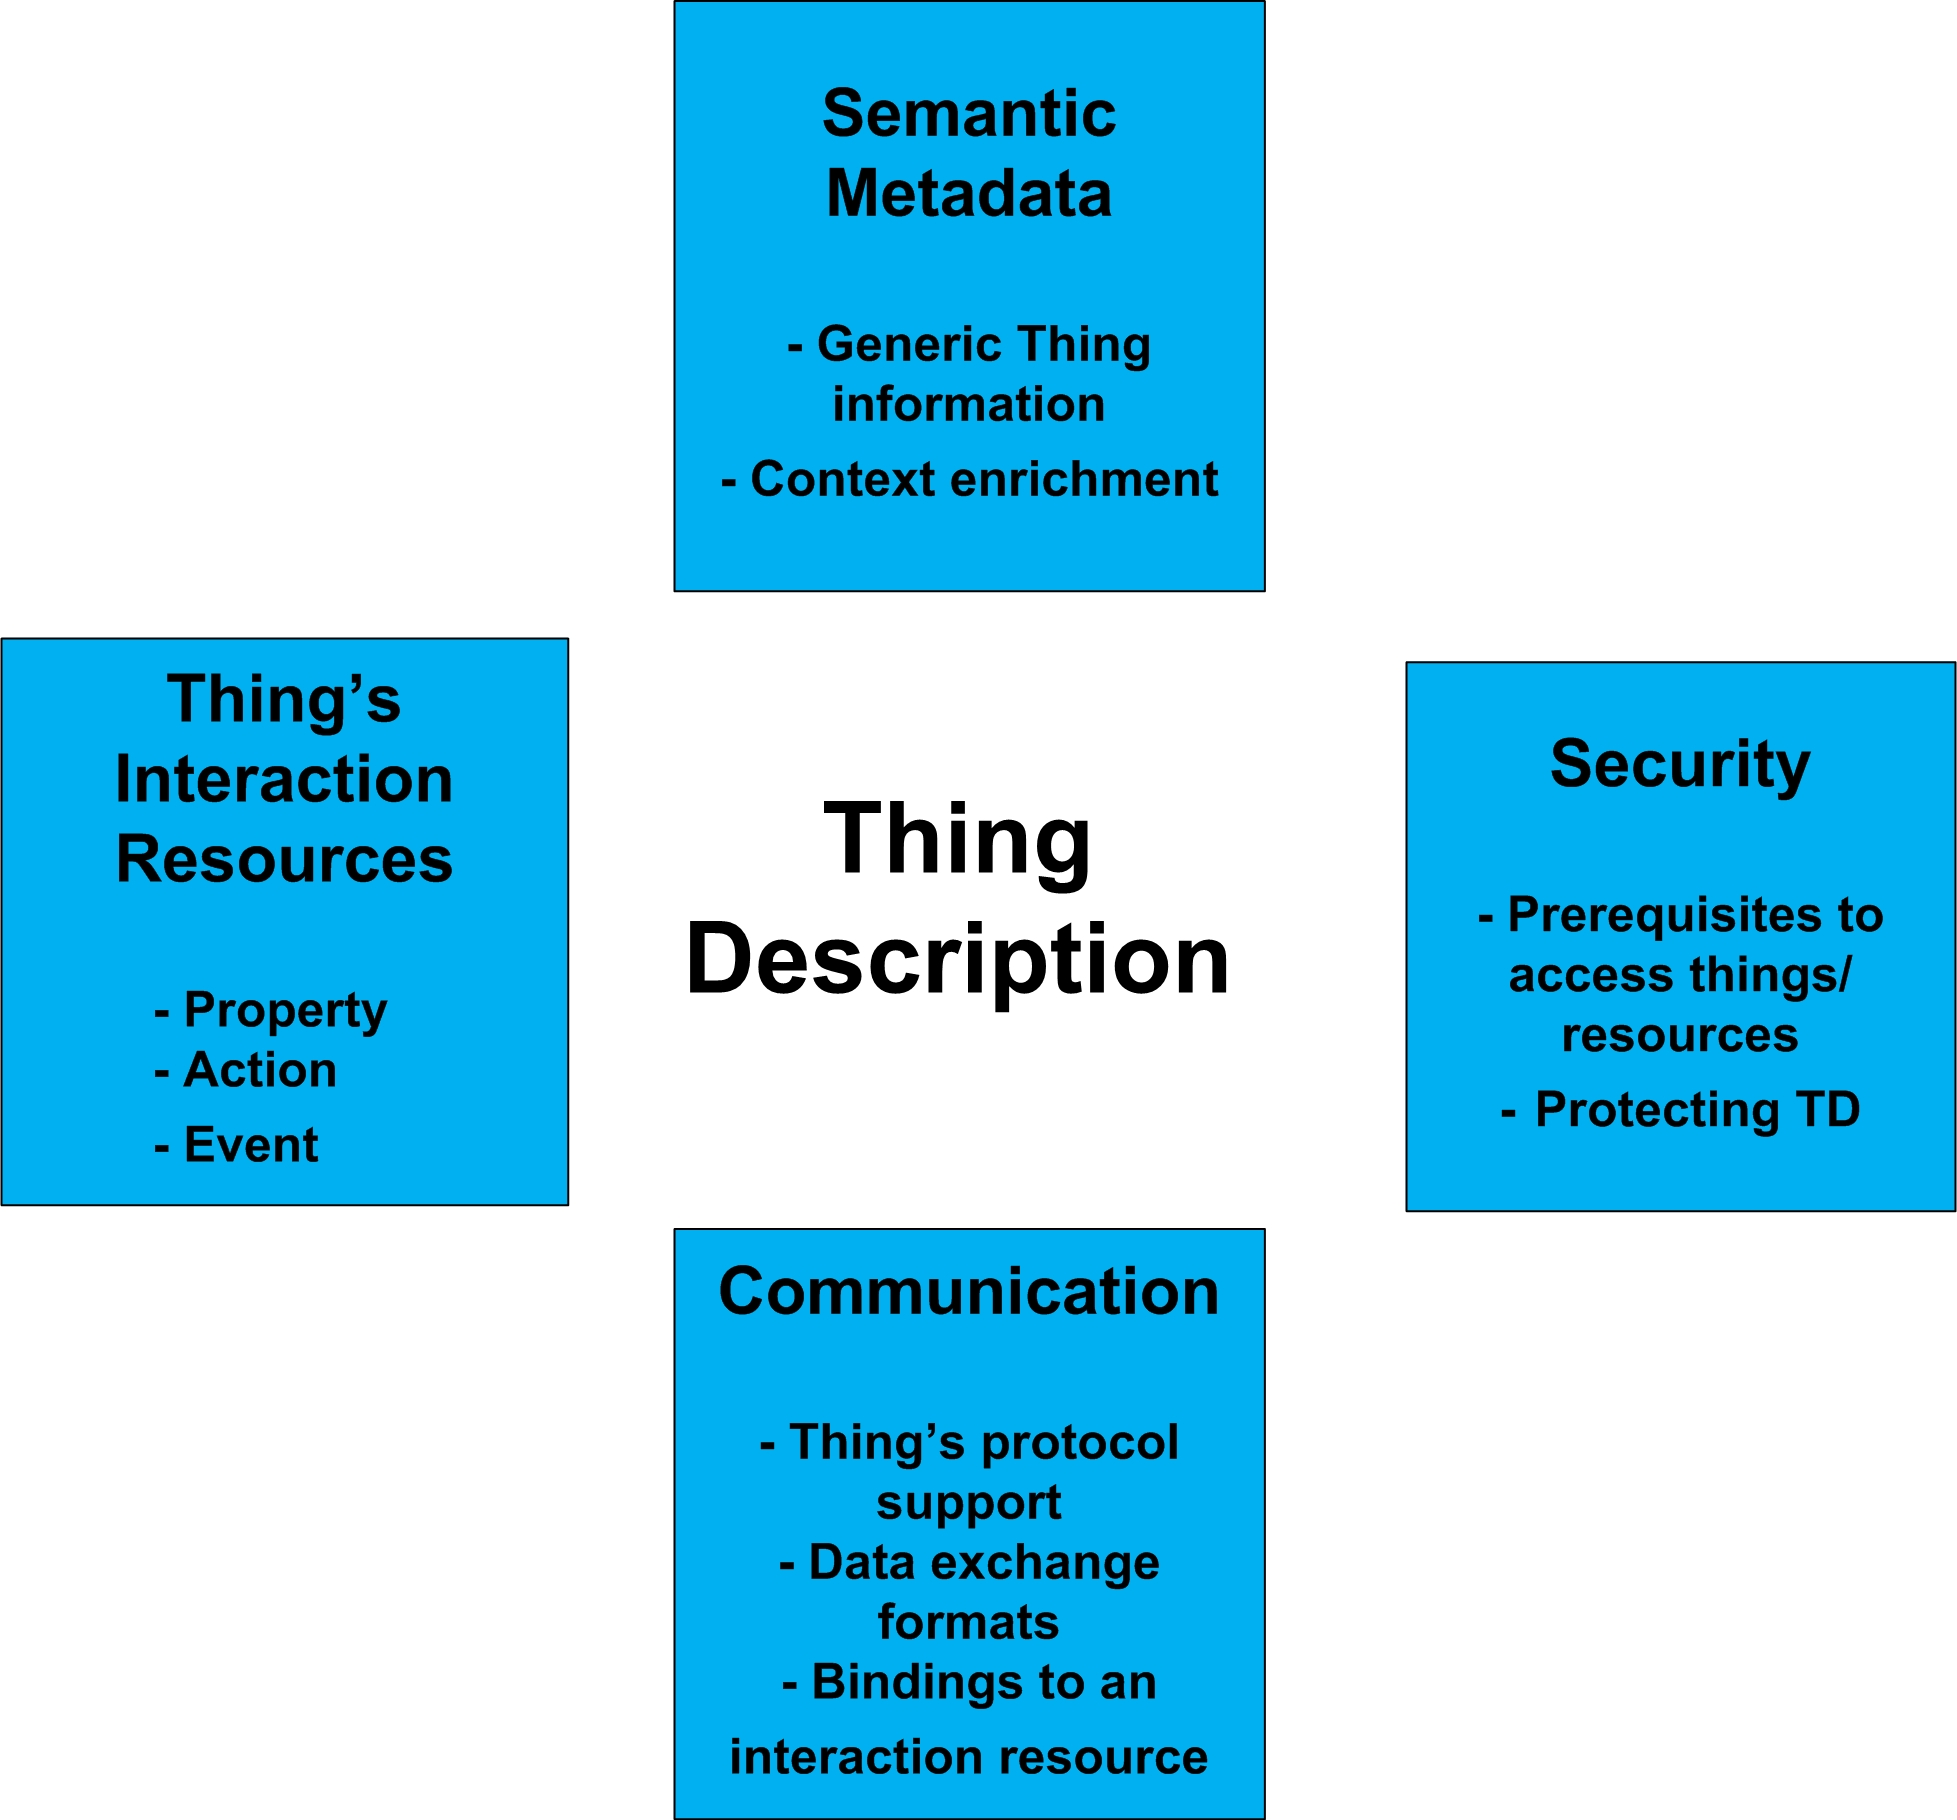 Semantic
Metadata
- Generic Thing
information
- Context enrichment
Thing’s
Interaction
Resources
- Property
- Action
- Event
Thing
Description
Security
- Prerequisites to
access things/
resources
- Protecting TD
Communication
- Thing’s protocol
support
- Data exchange
formats
- Bindings to an
interaction resource